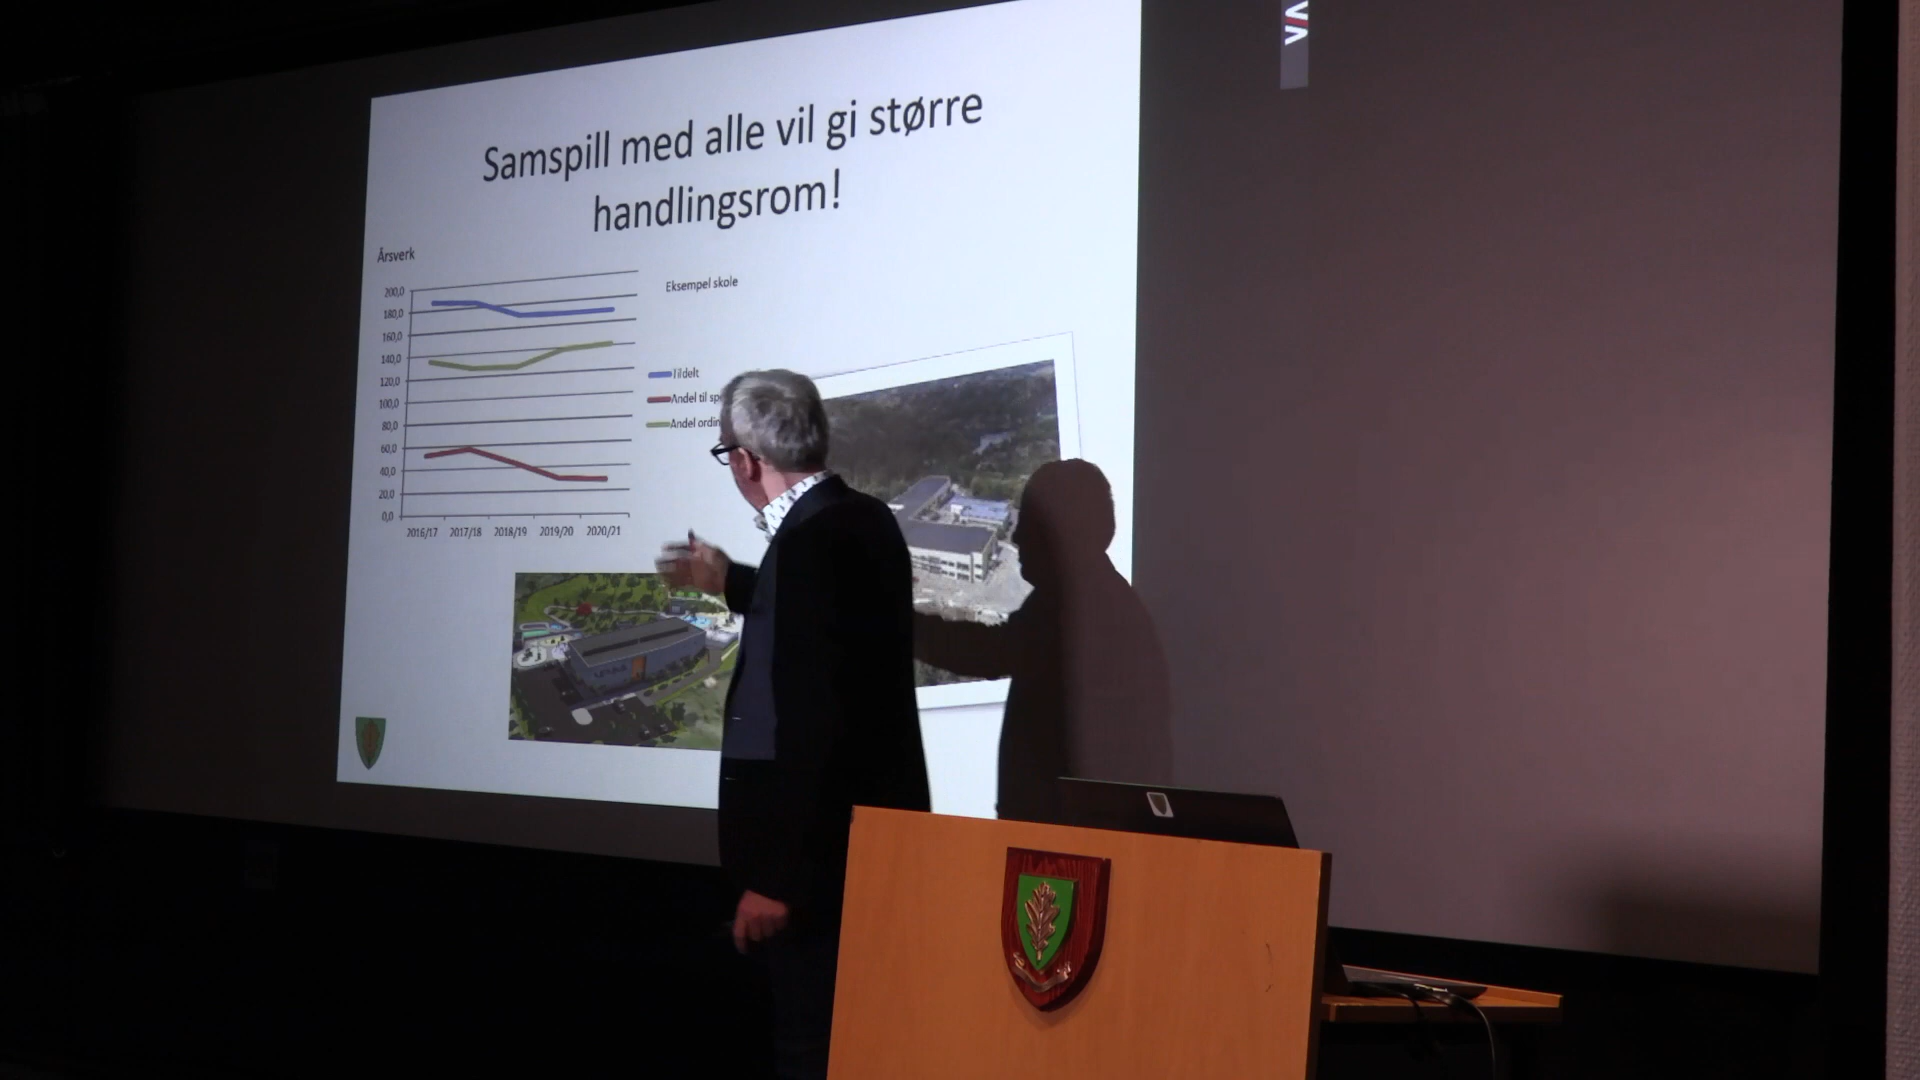 Samspill med alle vil gi større
handlingsrom!
Årsverk
Eksempel skole
200,0
180,0
160,0
140,0
120,0
100,0
80,0
60,0
40,0
20,0
0,0
2016/17 2017/18 2018/19 2019/20 2020/21
Tildelt
Andel til
Andel